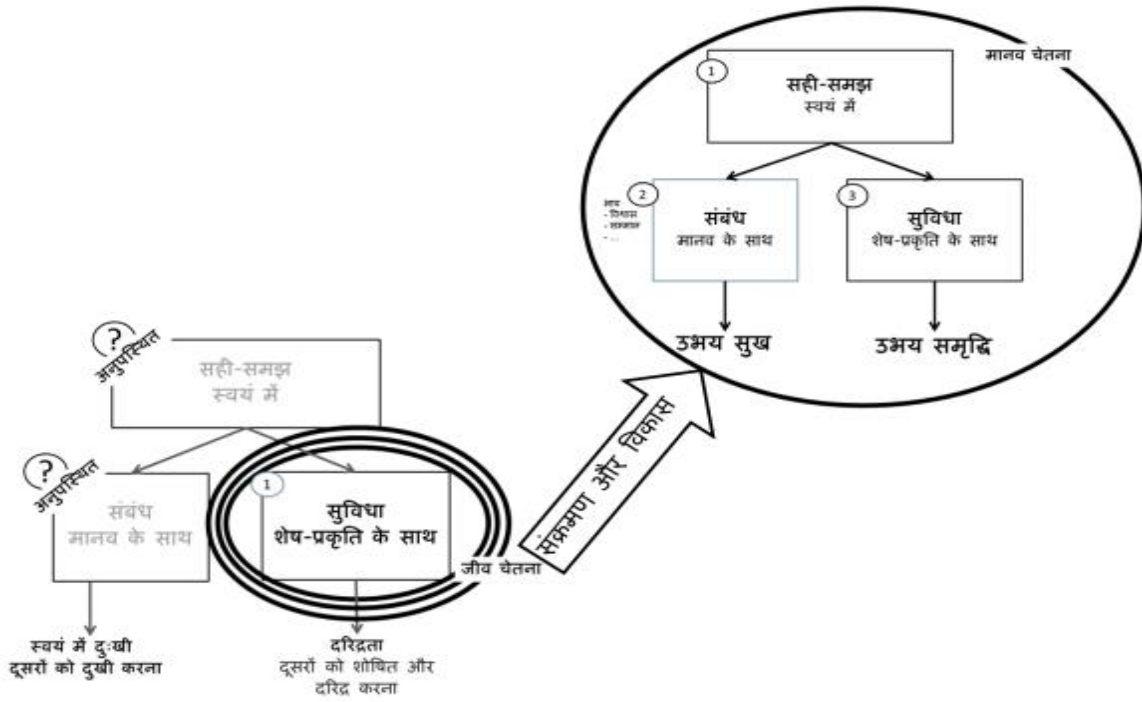 मानव चेतना
1
सही-समझ
स्वयं में
2
भाव
- विश्वास
- सम्मान
- ...
संबंध
मानव के साथ
3
सुविधा
शेष-प्रकृति के साथ
उभय सुख
उभय समृद्धि
संक्रमण और विकास
?
अनुपस्थित
सही-समझ
स्वयं में
?
अनुपस्थित
संबंध
मानव के साथ
1
सुविधा
शेष-प्रकृति के साथ
जीव चेतना
स्वयं में दुःखी
दूसरों को दुखी करना
दरिद्रता
दूसरों को शोषित और
दरिद्र करना